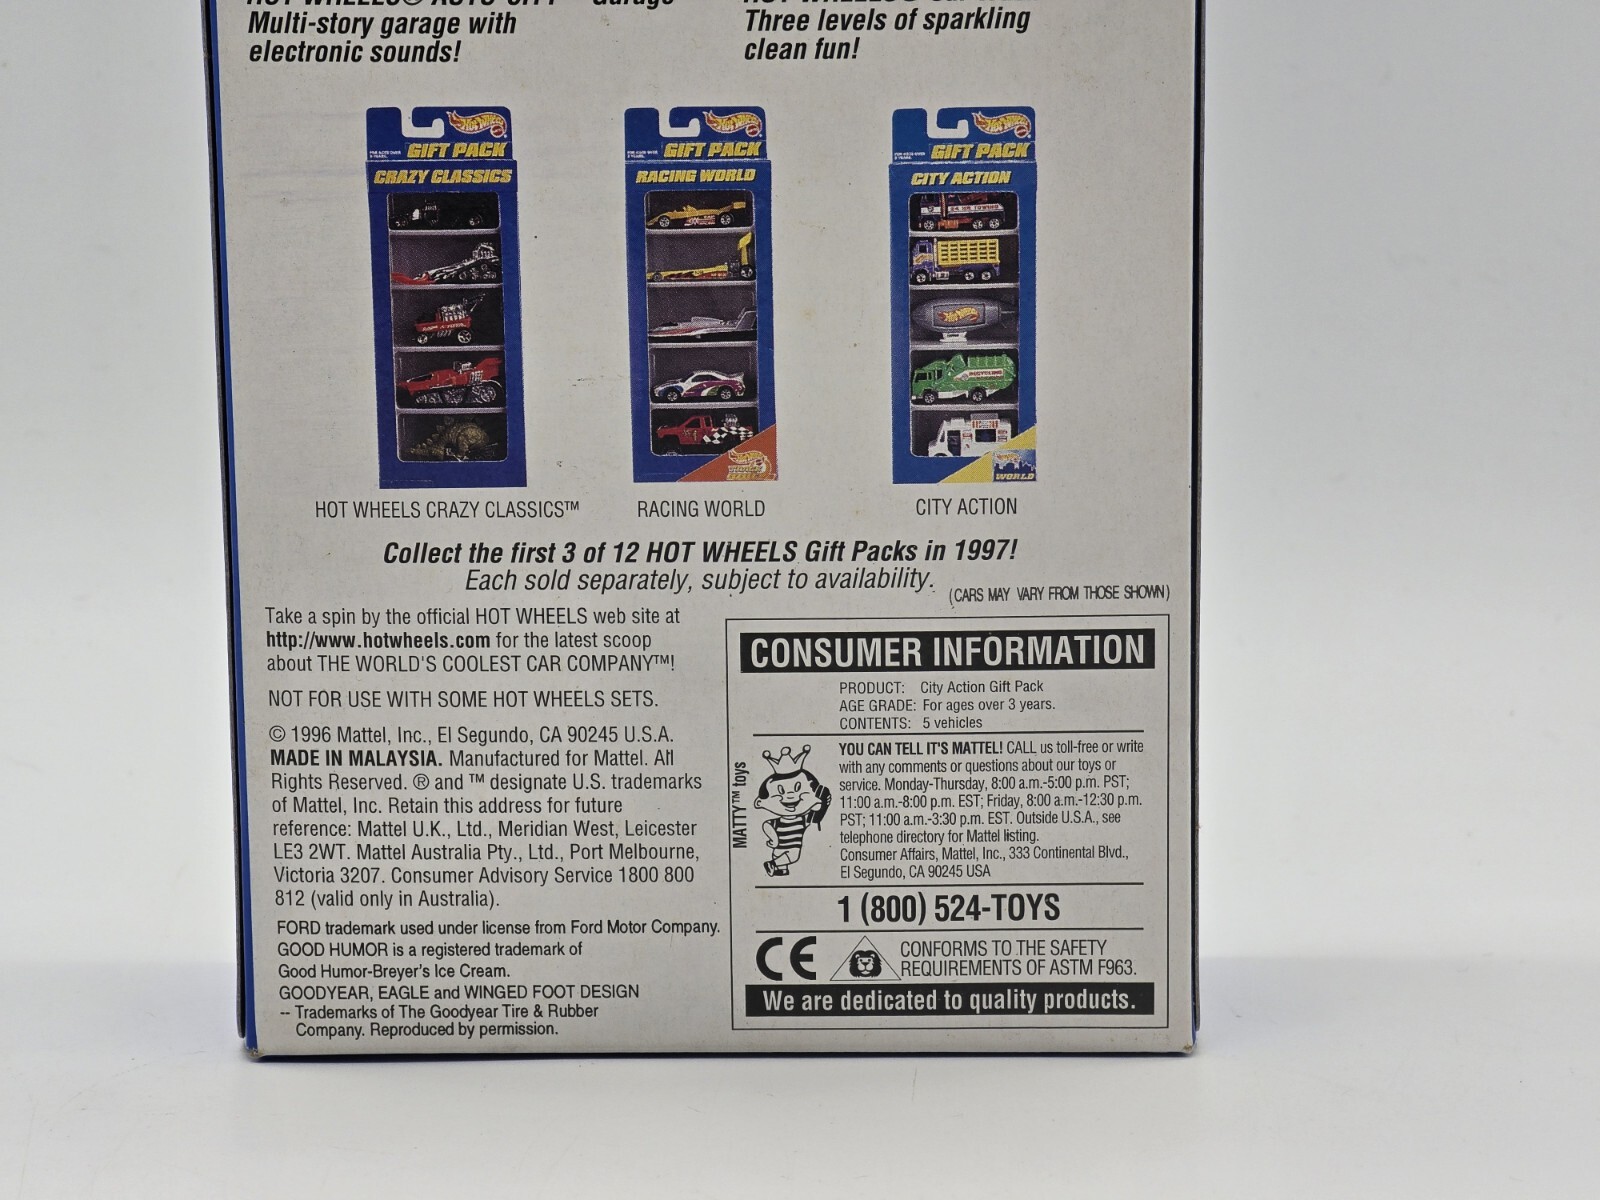 Multi-story garage with
electronic sounds!
Three levels of sparkling
clean fun!
Hot Wheels
GIFT PACK
CRAZY CLASSICS
Hot Wheels
GIFT PACK
RACING WORLD
Hot Wheels
GIFT PACK
CITY ACTION
Hot Wheels
WORLD
HOT WHEELS CRAZY CLASSICS™
RACING WORLD
CITY ACTION
Collect the first 3 of 12 HOT WHEELS Gift Packs in 1997!
Each sold separately, subject to availability.
(CARS MAY VARY FROM THOSE SHOWN)
Take a spin by the official HOT WHEELS web site at
http://www.hotwheels.com for the latest scoop
about THE WORLD'S COOLEST CAR COMPANY™!
NOT FOR USE WITH SOME HOT WHEELS SETS.
© 1996 Mattel, Inc., El Segundo, CA 90245 U.S.A.
MADE IN MALAYSIA. Manufactured for Mattel. All
Rights Reserved. ® and ™ designate U.S. trademarks
of Mattel, Inc. Retain this address for future
reference: Mattel U.K., Ltd., Meridian West, Leicester
LE3 2WT. Mattel Australia Pty., Ltd., Port Melbourne,
Victoria 3207. Consumer Advisory Service 1800 800
812 (valid only in Australia).
FORD trademark used under license from Ford Motor Company.
GOOD HUMOR is a registered trademark of
Good Humor-Breyer's Ice Cream.
GOODYEAR, EAGLE and WINGED FOOT DESIGN
-- Trademarks of The Goodyear Tire & Rubber
Company. Reproduced by permission.
CONSUMER INFORMATION
PRODUCT: City Action Gift Pack
AGE GRADE: For ages over 3 years.
CONTENTS: 5 vehicles
MATTY™ toys
YOU CAN TELL IT'S MATTEL! CALL us toll-free or write
with any comments or questions about our toys or
service. Monday-Thursday, 8:00 a.m.-5:00 p.m. PST;
11:00 a.m.-8:00 p.m. EST; Friday, 8:00 a.m.-12:30 p.m.
PST; 11:00 a.m.-3:30 p.m. EST. Outside U.S.A., see
telephone directory for Mattel listing.
Consumer Affairs, Mattel, Inc., 333 Continental Blvd.,
El Segundo, CA 90245 USA
1 (800) 524-TOYS
CE
CONFORMS TO THE SAFETY
REQUIREMENTS OF ASTM F963.
We are dedicated to quality products.